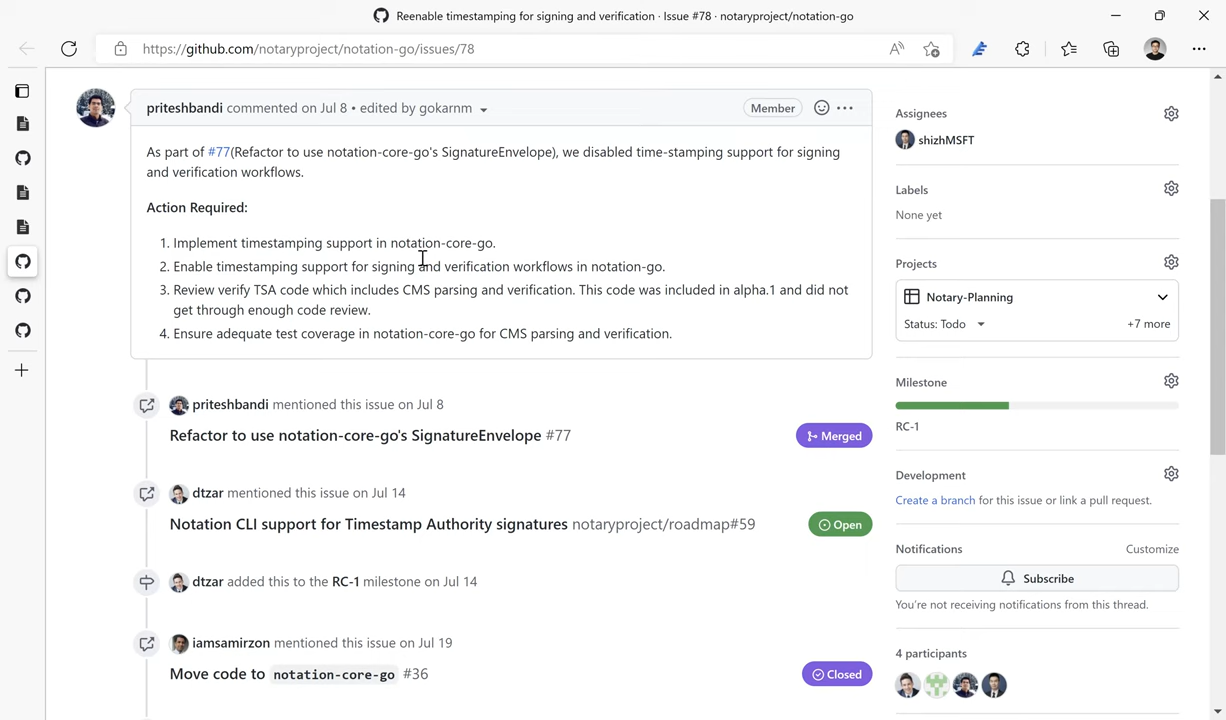 Reenable timestamping for signing and verification · Issue #78 · notaryproject/notation-go
https://github.com/notaryproject/notation-go/issues/78
priteshbandi commented on Jul 8 • edited by gokarnm
Member
As part of #77(Refactor to use notation-core-go's SignatureEnvelope), we disabled time-stamping support for signing
and verification workflows.
Action Required:
1. Implement timestamping support in notation-core-go.
2. Enable timestamping support for signing and verification workflows in notation-go.
3. Review verify TSA code which includes CMS parsing and verification. This code was included in alpha.1 and did not
get through enough code review.
4. Ensure adequate test coverage in notation-core-go for CMS parsing and verification.
priteshbandi mentioned this issue on Jul 8
Refactor to use notation-core-go's SignatureEnvelope #77
Merged
dtzar mentioned this issue on Jul 14
Notation CLI support for Timestamp Authority signatures notaryproject/roadmap#59
Open
dtzar added this to the RC-1 milestone on Jul 14
iamsamirzon mentioned this issue on Jul 19
Move code to notation-core-go #36
Closed
Assignees
shizhMSFT
Labels
None yet
Projects
Notary-Planning
Status: Todo
+7 more
Milestone
RC-1
Development
Create a branch for this issue or link a pull request.
Notifications
Customize
Subscribe
You're not receiving notifications from this thread.
4 participants